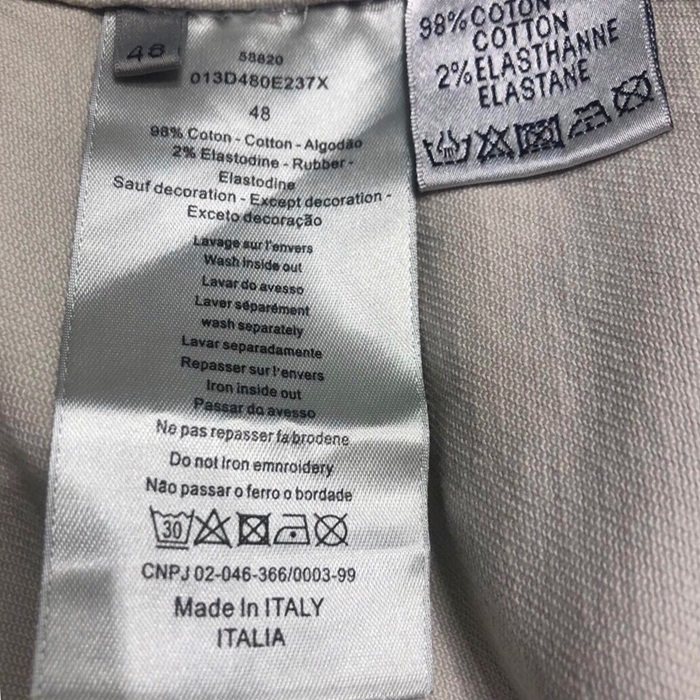 48
58820
013D480E237X
48
98% Coton - Cotton - Algodão
2% Elastodine - Rubber -
Elastodine
Sauf decoration - Except decoration -
Exceto decoração
Lavage sur l'envers
Wash inside out
Lavar do avesso
Laver séparément
wash separately
Lavar separadamente
Repasser sur l'envers
Iron inside out
Passar do avesso
Ne pas repasser fa brodene
Do not Iron emnroidery
Não passar o ferro o bordade
30
CNPJ 02-046-366/0003-99
Made In ITALY
ITALIA
98% COTON
COTTON
2% ELASTHANNE
ELASTANE